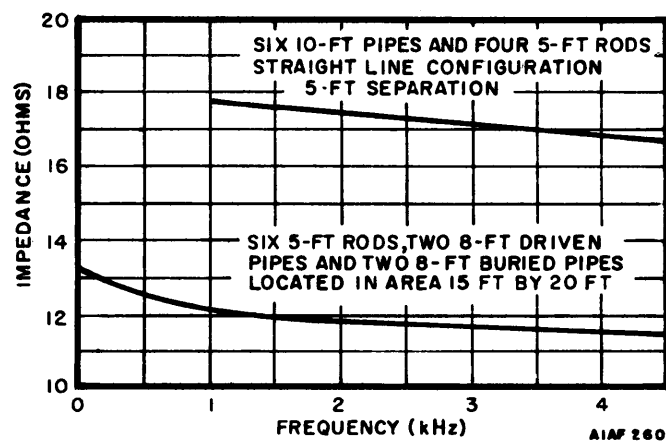 20
18
16
14
12
10
IMPEDANCE (OHMS)
SIX 10-FT PIPES AND FOUR 5-FT RODS
STRAIGHT LINE CONFIGURATION
5-FT SEPARATION
SIX 5-FT RODS, TWO 8-FT DRIVEN
PIPES AND TWO 8-FT BURIED PIPES
LOCATED IN AREA 15 FT BY 20 FT
0 1 2 3 4
FREQUENCY (kHz)
AIAF 260